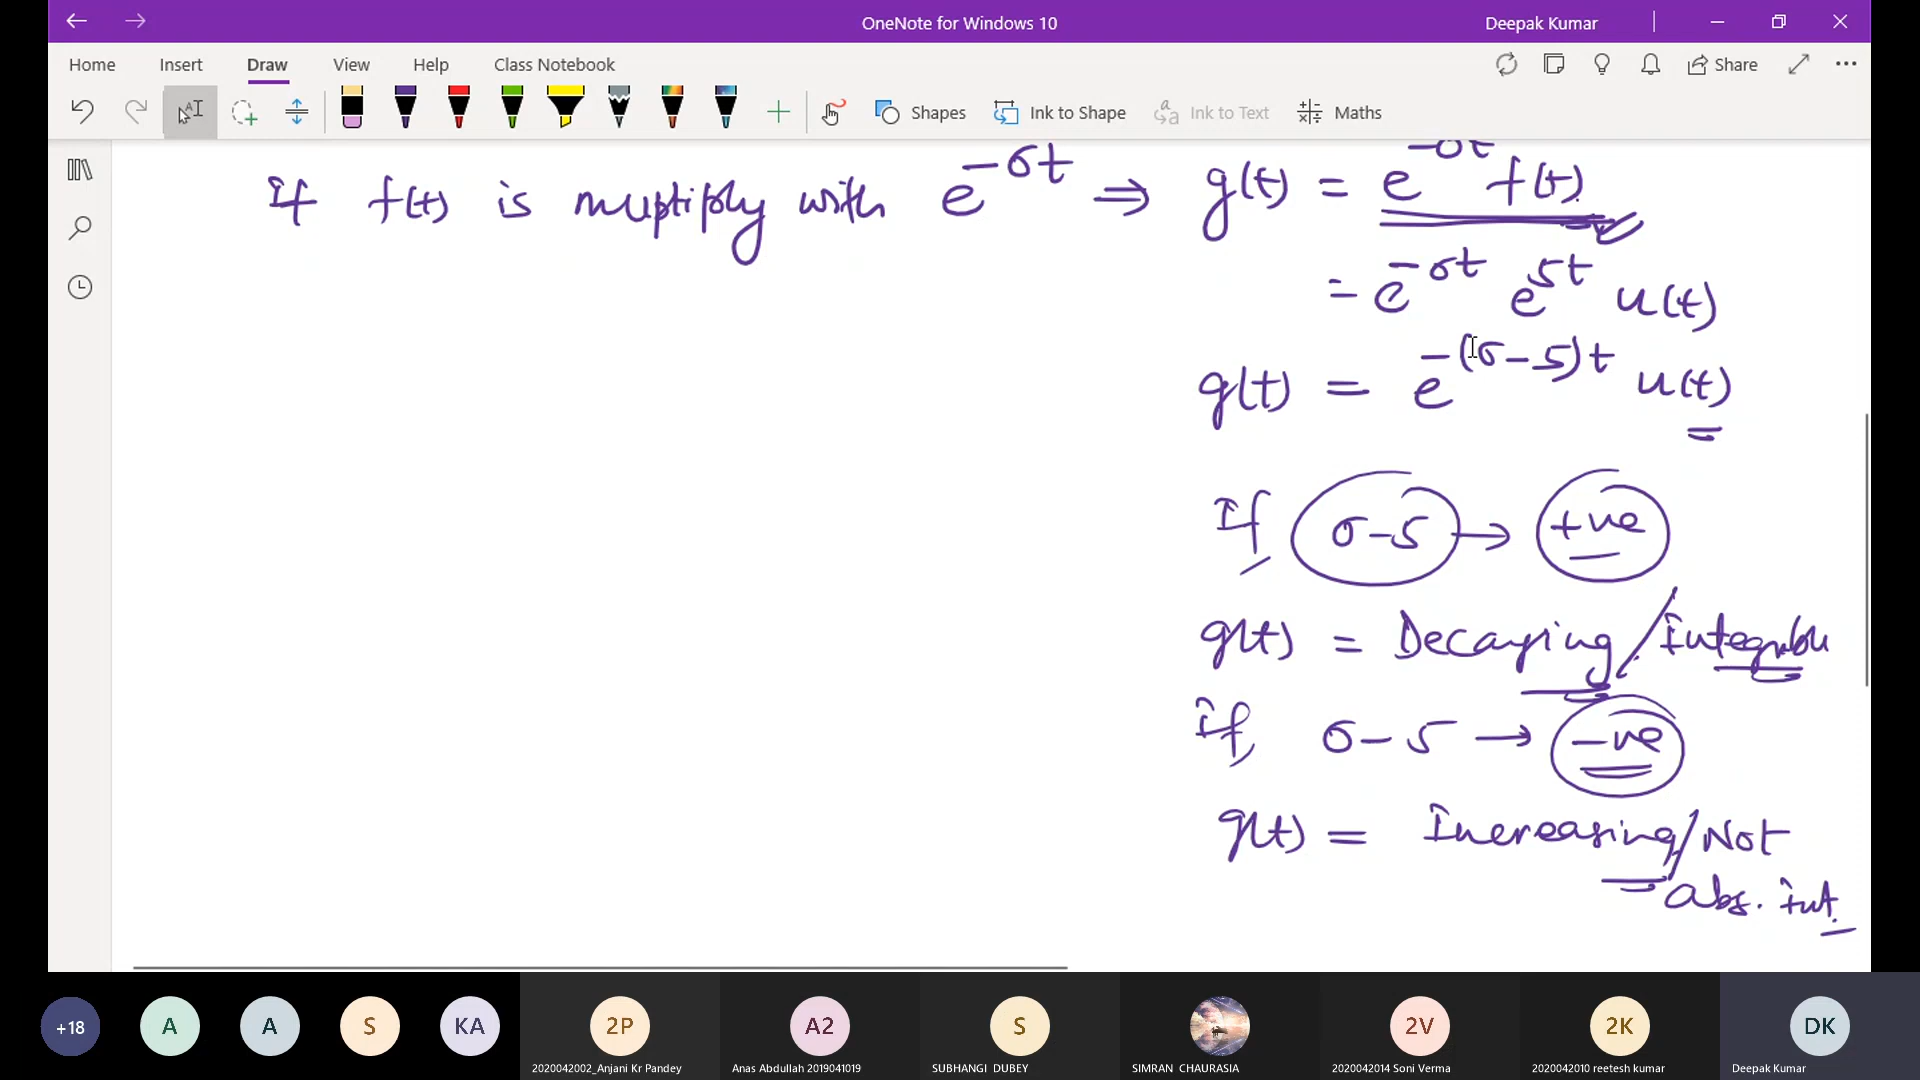 OneNote for Windows 10
Deepak Kumar
Home Insert Draw View Help Class Notebook
Share
Shapes Ink to Shape Ink to Text Maths
If f(t) is muptiply with e^{-σt} ⇒ g(t) = e^{-σt} f(t)
= e^{-σt} e^{5t} u(t)
g(t) = e^{-(σ-5)t} u(t)
If σ-5 → +ve
g(t) = Decaying/Integrable
if, σ-5 → -ve
g(t) = Increasing/Not
abs. int.
+18 A A S KA 2P A2 S 2V 2K DK
2020042002_Anjani Kr Pandey Anas Abdullah 2019041019 SUBHANGI DUBEY SIMRAN CHAURASIA 2020042014 Soni Verma 2020042010 reetesh kumar Deepak Kumar